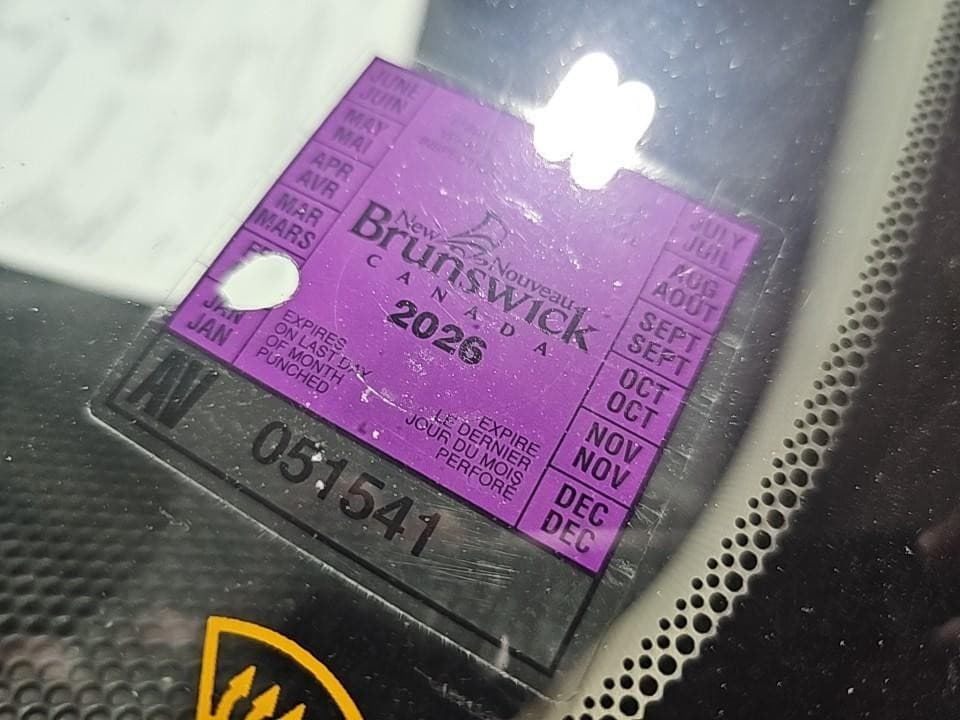 JUNE
JUIN
MAY
MAI
APR
AVR
MAR
MARS
JAN
JAN
New Nouveau
Brunswick
CANADA
2026
EXPIRES
ON LAST DAY
OF MONTH
PUNCHED
EXPIRE
LE DERNIER
JOUR DU MOIS
PERFORÉ
JULY
JUIL
AUG
AOUT
SEPT
SEPT
OCT
OCT
NOV
NOV
DEC
DEC
AV
051541